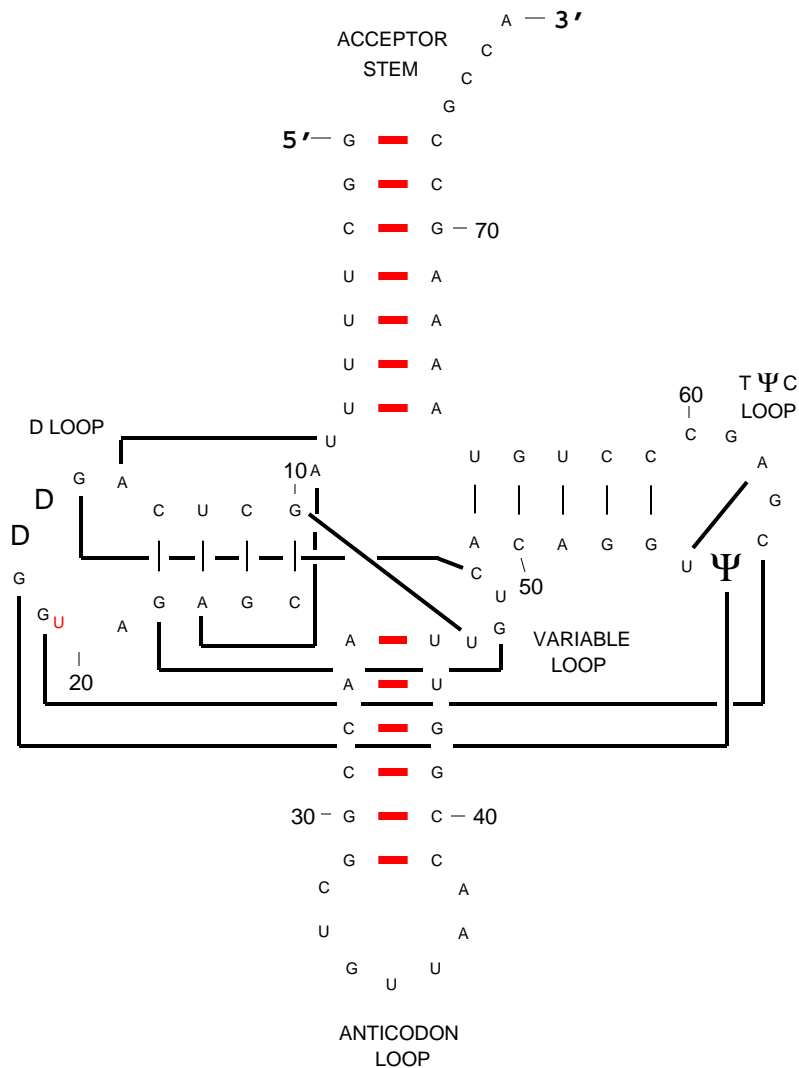 A — 3′
ACCEPTOR
STEM
C
C
G
5′ — G C
G C
C G — 70
U A
U A
U A
U A
60
T Ψ C
LOOP
D LOOP
U
C G
U G U C C
A
G A
10
A
D
C U C G
G
D
A C A G G U Ψ C
C
50
G
G A G C
U
G U
A
A U U G
VARIABLE
LOOP
20
A U
C G
C G
30 — G C — 40
G C
C A
U A
G U U
ANTICODON
LOOP